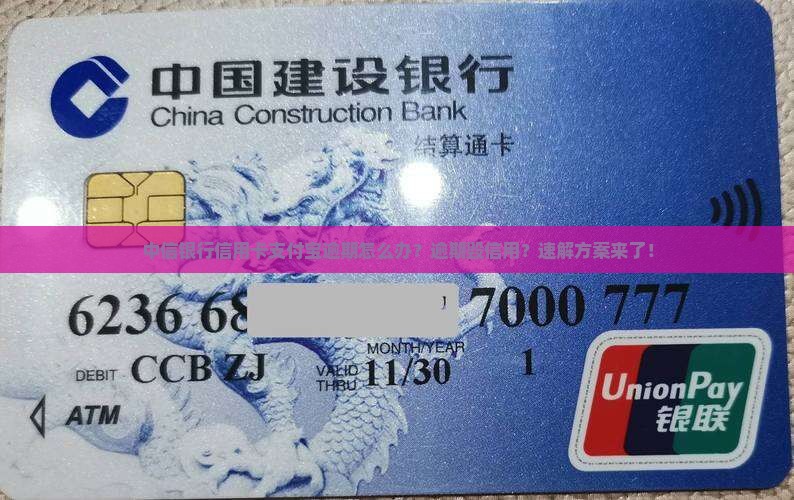 中国建设银行
China Construction Bank
结算通卡
中信银行信用卡支付宝逾期怎么办？逾期毁信用？速解方案来了！
6236 68 7000 777
MONTH/YEAR
DEBIT CCB ZJ VALID THRU 11/30 1
ATM
UnionPay
银联